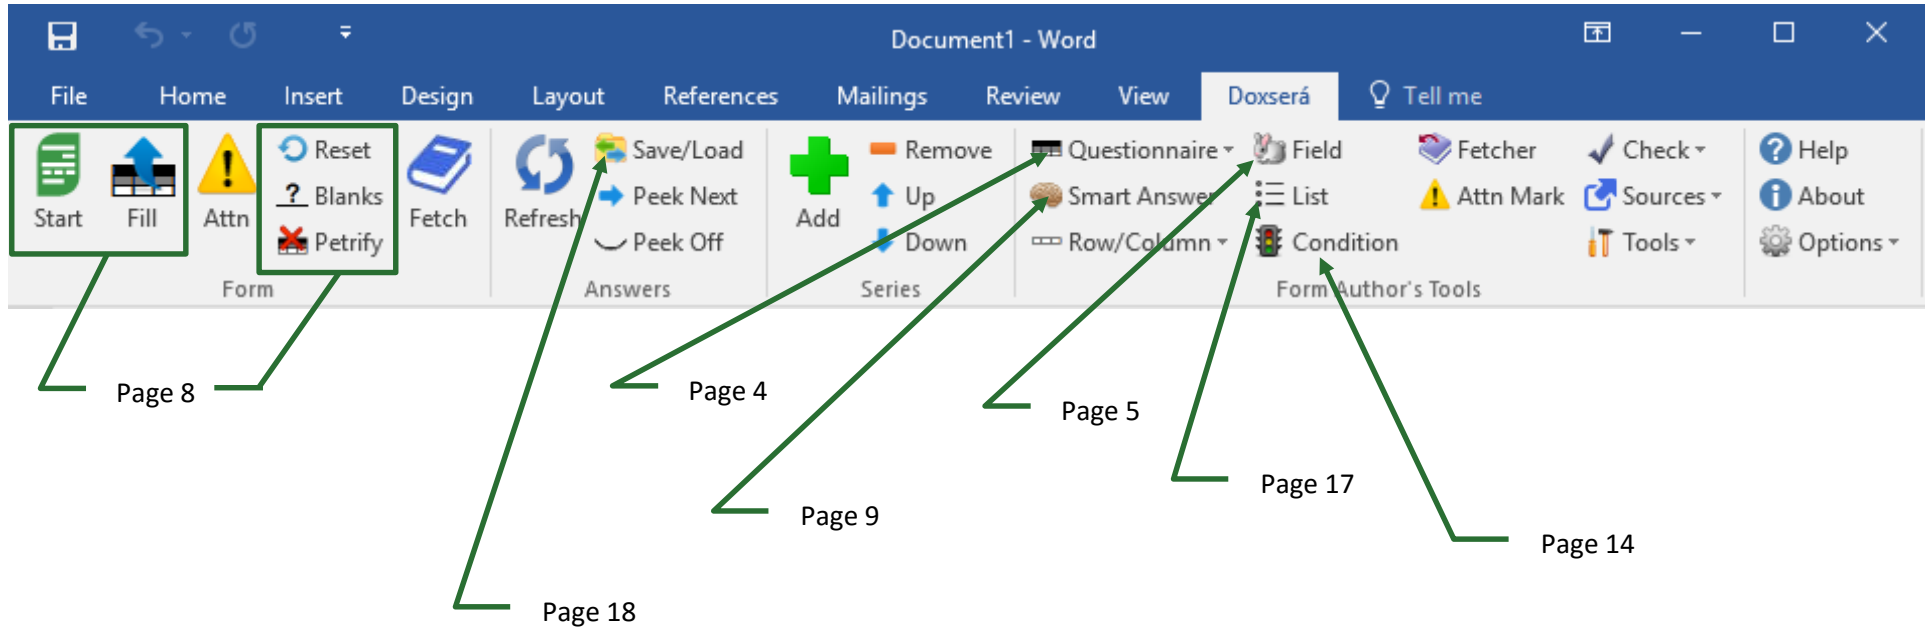 Document1 - Word
File Home Insert Design Layout References Mailings Review View Doxserá Tell me
Start Fill Attn Reset Blanks Petrify Fetch
Form
Refresh Save/Load Peek Next Peek Off
Answers
Add Remove Up Down
Series
Questionnaire Smart Answer Row/Column Field List Condition Fetcher Attn Mark Check Sources Tools
Form Author's Tools
Help About Options
Page 8
Page 4
Page 5
Page 17
Page 9
Page 14
Page 18